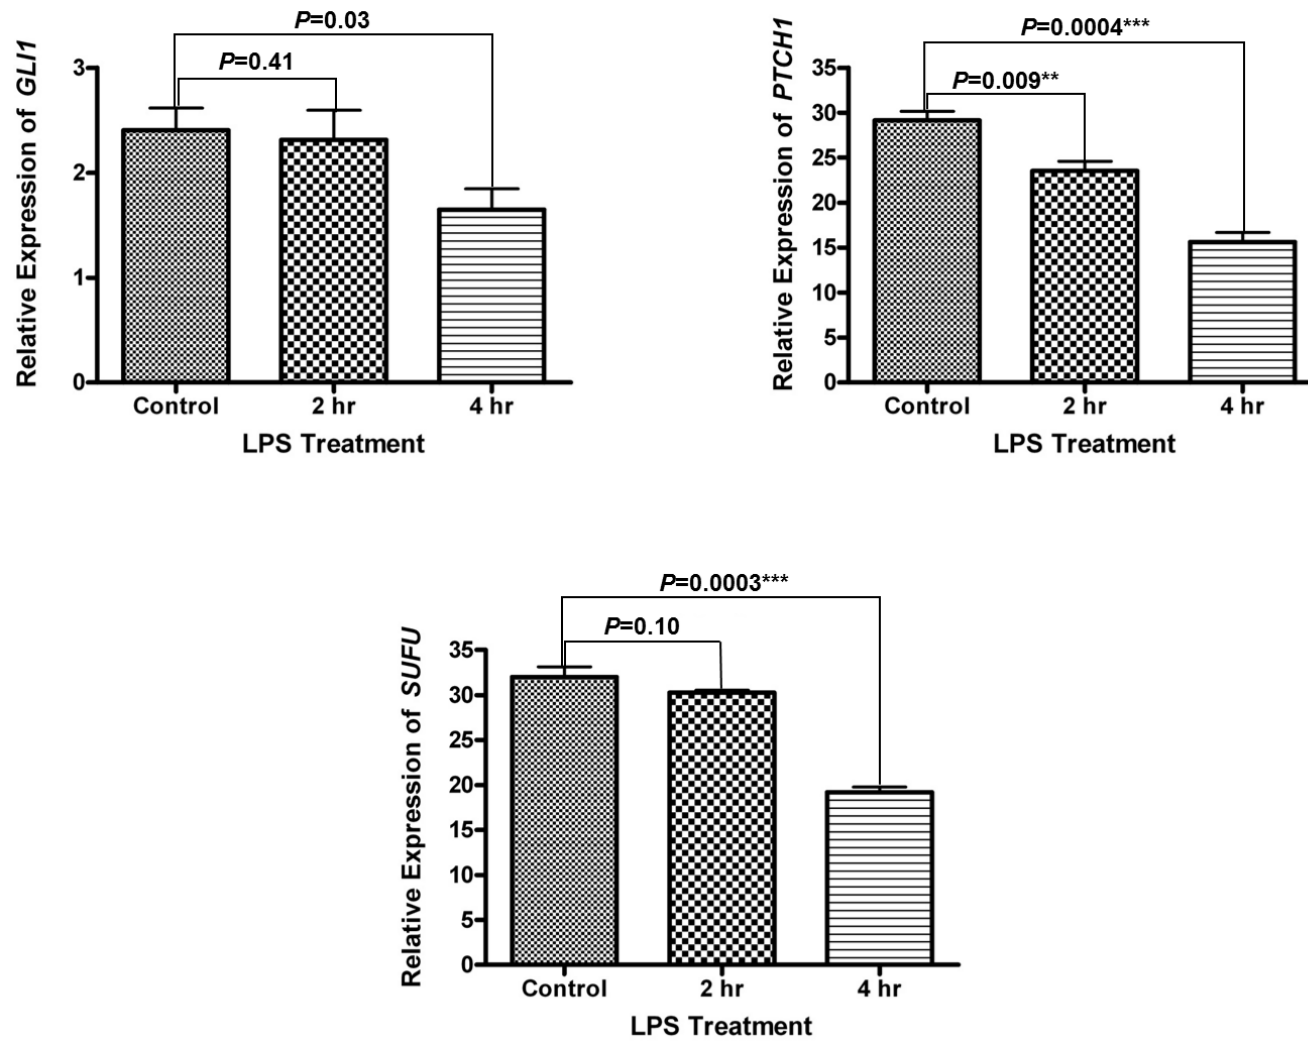 P=0.03
P=0.41
Relative Expression of GLI1
3
2
1
0
Control 2 hr 4 hr
LPS Treatment
P=0.0004***
P=0.009**
Relative Expression of PTCH1
35
30
25
20
15
10
5
0
Control 2 hr 4 hr
LPS Treatment
P=0.0003***
P=0.10
Relative Expression of SUFU
35
30
25
20
15
10
5
0
Control 2 hr 4 hr
LPS Treatment